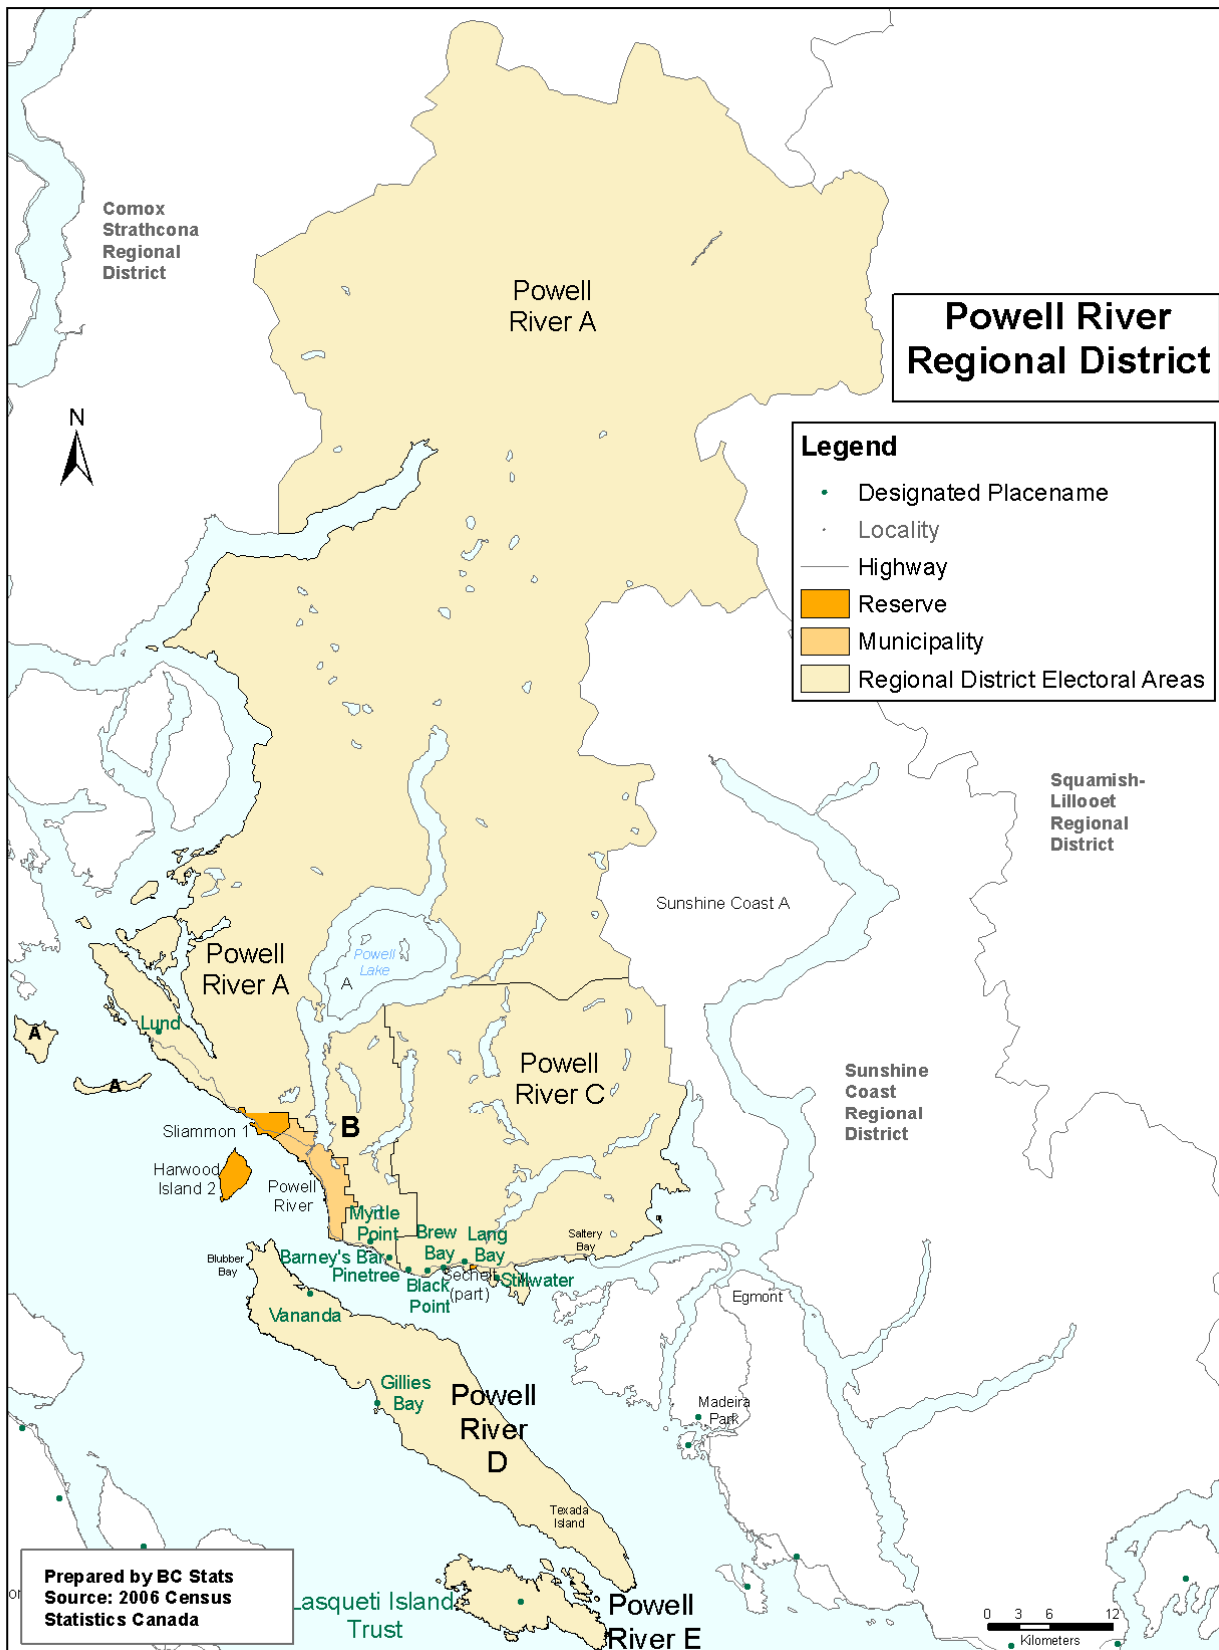 Comox
Strathcona
Regional
District
Powell
River A
Powell River
Regional District
N
Legend
Designated Placename
Locality
Highway
Reserve
Municipality
Regional District Electoral Areas
Squamish-
Lillooet
Regional
District
Sunshine Coast A
Powell
River A
Powell
Lake
A
Lund
A
A
Powell
River C
Sunshine
Coast
Regional
District
B
Sliammon 1
Harwood
Island 2
Powell
River
Myrtle
Point
Brew
Bay
Lang
Bay
Saltery
Bay
Blubber
Bay
Barney's Bar
Pinetree
Black
Point
Sechelt
(part)
Stillwater
Egmont
Vananda
Gillies
Bay
Powell
River
D
Madeira
Park
Texada
Island
Prepared by BC Stats
Source: 2006 Census
Statistics Canada
Lasqueti Island
Trust
Powell
River E
0 3 6 12
Kilometers